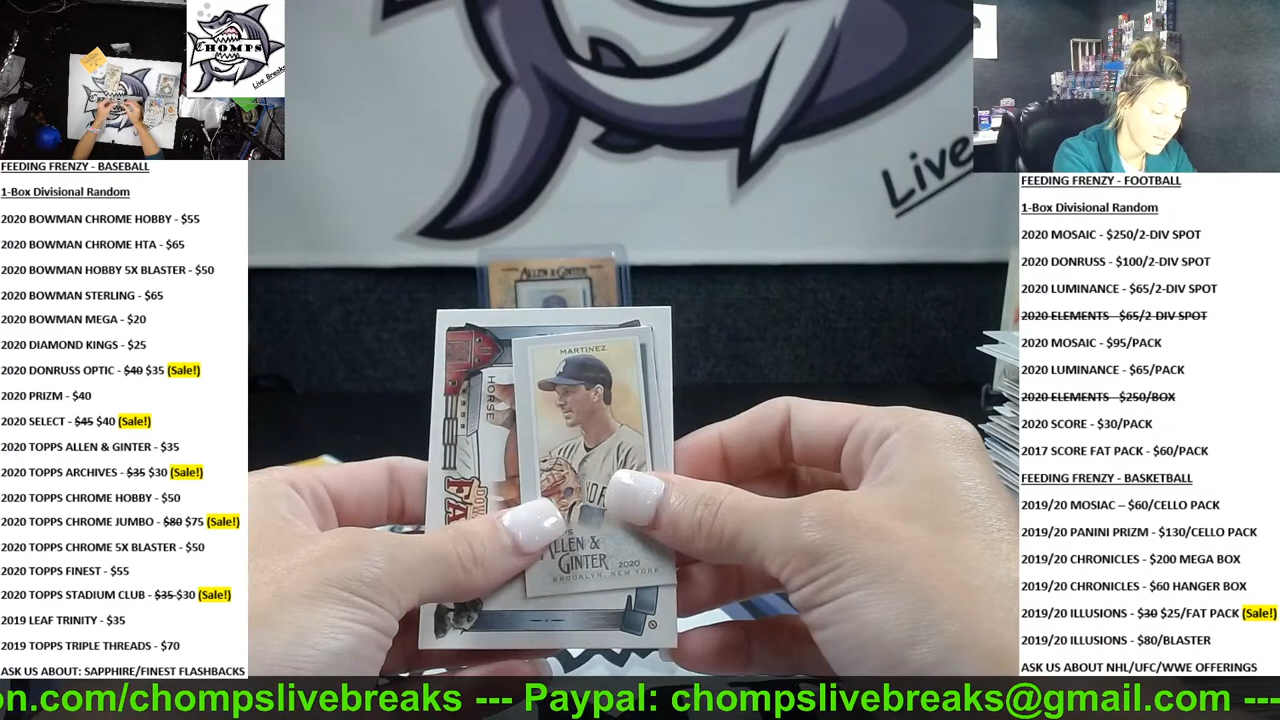 CHOMPS
Live Breaks
Live
FEEDING FRENZY - BASEBALL
1-Box Divisional Random
2020 BOWMAN CHROME HOBBY - $55
2020 BOWMAN CHROME HTA - $65
2020 BOWMAN HOBBY 5X BLASTER - $50
2020 BOWMAN STERLING - $65
2020 BOWMAN MEGA - $20
2020 DIAMOND KINGS - $25
2020 DONRUSS OPTIC - $40 $35 (Sale!)
2020 PRIZM - $40
2020 SELECT - $45 $40 (Sale!)
2020 TOPPS ALLEN & GINTER - $35
2020 TOPPS ARCHIVES - $35 $30 (Sale!)
2020 TOPPS CHROME HOBBY - $50
2020 TOPPS CHROME JUMBO - $80 $75 (Sale!)
2020 TOPPS CHROME 5X BLASTER - $50
2020 TOPPS FINEST - $55
2020 TOPPS STADIUM CLUB - $35 $30 (Sale!)
2019 LEAF TRINITY - $35
2019 TOPPS TRIPLE THREADS - $70
ASK US ABOUT: SAPPHIRE/FINEST FLASHBACKS
ALLEN & GINTER
MARTINEZ
HORSE
ALLEN &
GINTER 2020
BROOKLYN, NEW YORK
FEEDING FRENZY - FOOTBALL
1-Box Divisional Random
2020 MOSAIC - $250/2-DIV SPOT
2020 DONRUSS - $100/2-DIV SPOT
2020 LUMINANCE - $65/2-DIV SPOT
2020 ELEMENTS - $65/2-DIV SPOT
2020 MOSAIC - $95/PACK
2020 LUMINANCE - $65/PACK
2020 ELEMENTS - $250/BOX
2020 SCORE - $30/PACK
2017 SCORE FAT PACK - $60/PACK
FEEDING FRENZY - BASKETBALL
2019/20 MOSIAC – $60/CELLO PACK
2019/20 PANINI PRIZM - $130/CELLO PACK
2019/20 CHRONICLES - $200 MEGA BOX
2019/20 CHRONICLES - $60 HANGER BOX
2019/20 ILLUSIONS - $30 $25/FAT PACK (Sale!)
2019/20 ILLUSIONS - $80/BLASTER
ASK US ABOUT NHL/UFC/WWE OFFERINGS
on.com/chompslivebreaks --- Paypal: chompslivebreaks@gmail.com ---